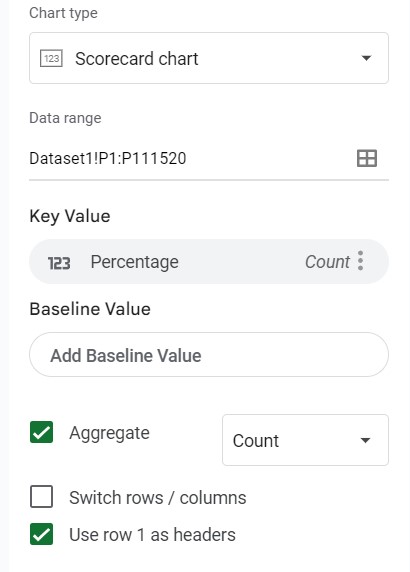 Chart type
123 Scorecard chart
Data range
Dataset1!P1:P111520
Key Value
123 Percentage Count
Baseline Value
Add Baseline Value
Aggregate Count
Switch rows / columns
Use row 1 as headers